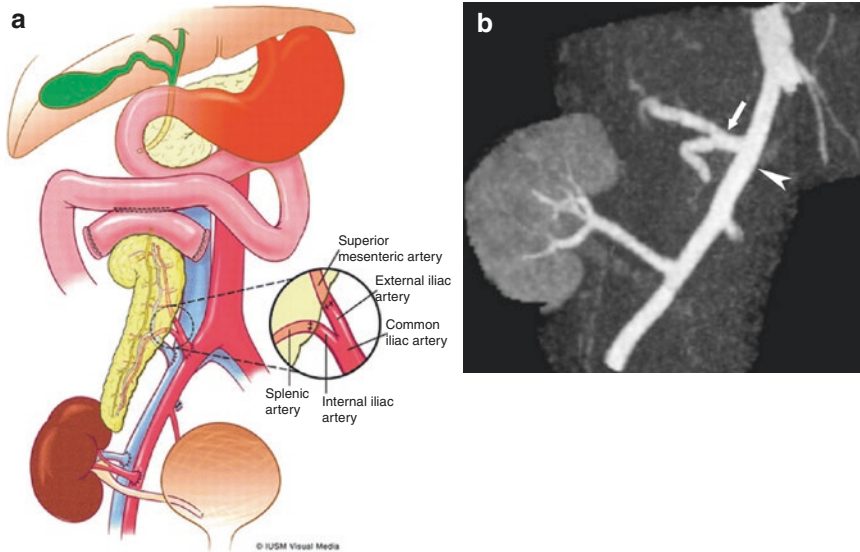 a
b
Superior
mesenteric artery
External iliac
artery
Common
iliac artery
Splenic
artery
Internal iliac
artery
© IUSM Visual Media